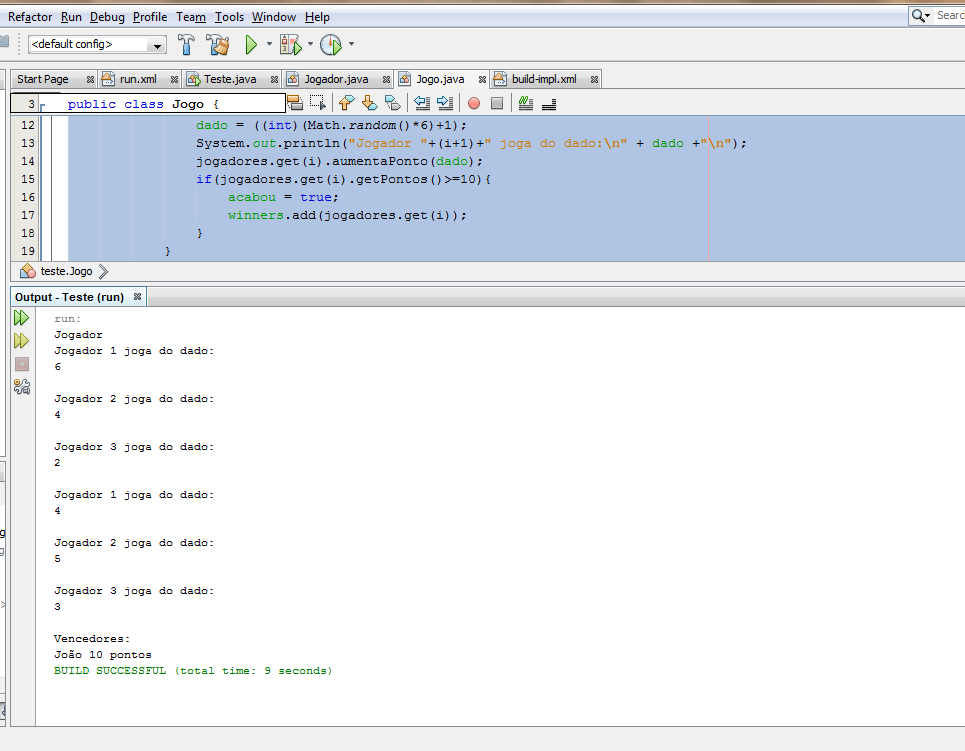 Refactor Run Debug Profile Team Tools Window Help
Searc
<default config>
Start Page run.xml Teste.java Jogador.java Jogo.java build-impl.xml
3 public class Jogo {
12 dado = ((int)(Math.random()*6)+1);
13 System.out.println("Jogador "+(i+1)+" joga do dado:\n" + dado +"\n");
14 jogadores.get(i).aumentaPonto(dado);
15 if(jogadores.get(i).getPontos()>=10){
16 acabou = true;
17 winners.add(jogadores.get(i));
18 }
19 }
teste.Jogo
Output - Teste (run)
run:
Jogador
Jogador 1 joga do dado:
6
Jogador 2 joga do dado:
4
Jogador 3 joga do dado:
2
Jogador 1 joga do dado:
4
Jogador 2 joga do dado:
5
Jogador 3 joga do dado:
3
Vencedores:
João 10 pontos
BUILD SUCCESSFUL (total time: 9 seconds)